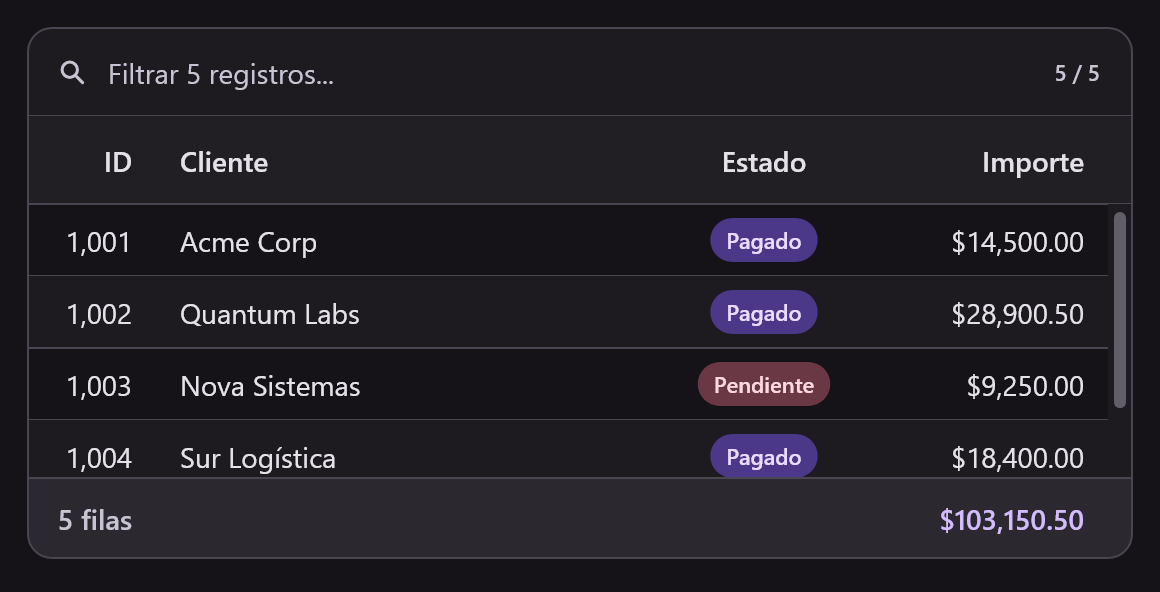 Filtrar 5 registros... 5 / 5
ID Cliente Estado Importe
1,001 Acme Corp Pagado $14,500.00
1,002 Quantum Labs Pagado $28,900.50
1,003 Nova Sistemas Pendiente $9,250.00
1,004 Sur Logística Pagado $18,400.00
5 filas $103,150.50